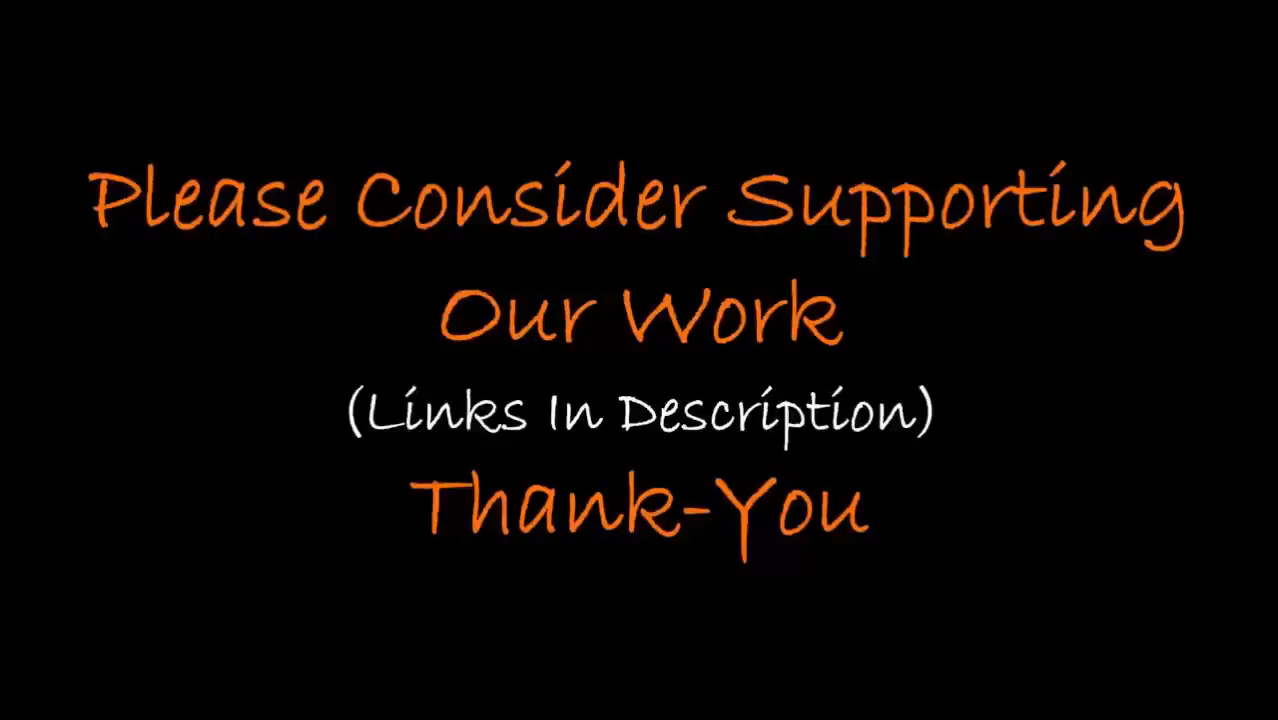 Please Consider Supporting
Our Work
(Links In Description)
Thank-You